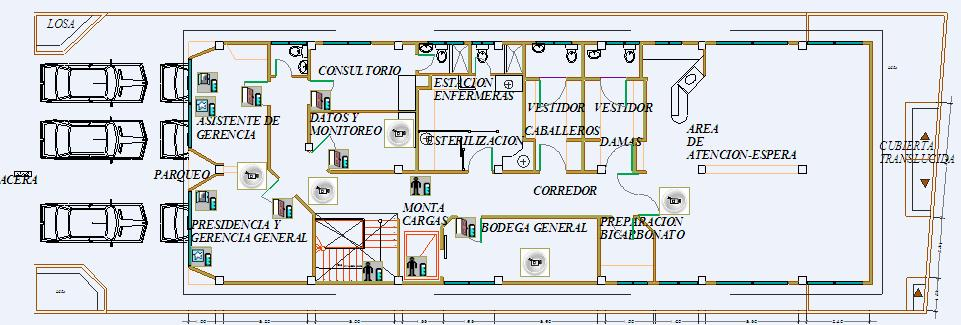 LOSA
CONSULTORIO
ESTACION
ENFERMERAS
ASISTENTE DE
GERENCIA
DATOS Y
MONITOREO
VESTIDOR
CABALLEROS
VESTIDOR
DAMAS
AREA
DE
ATENCION-ESPERA
ESTERILIZACION
CUBIERTA
TRANSLUCIDA
ACERA
PARQUEO
CORREDOR
MONTA
CARGAS
PRESIDENCIA Y
GERENCIA GENERAL
BODEGA GENERAL
PREPARACION
BICARBONATO